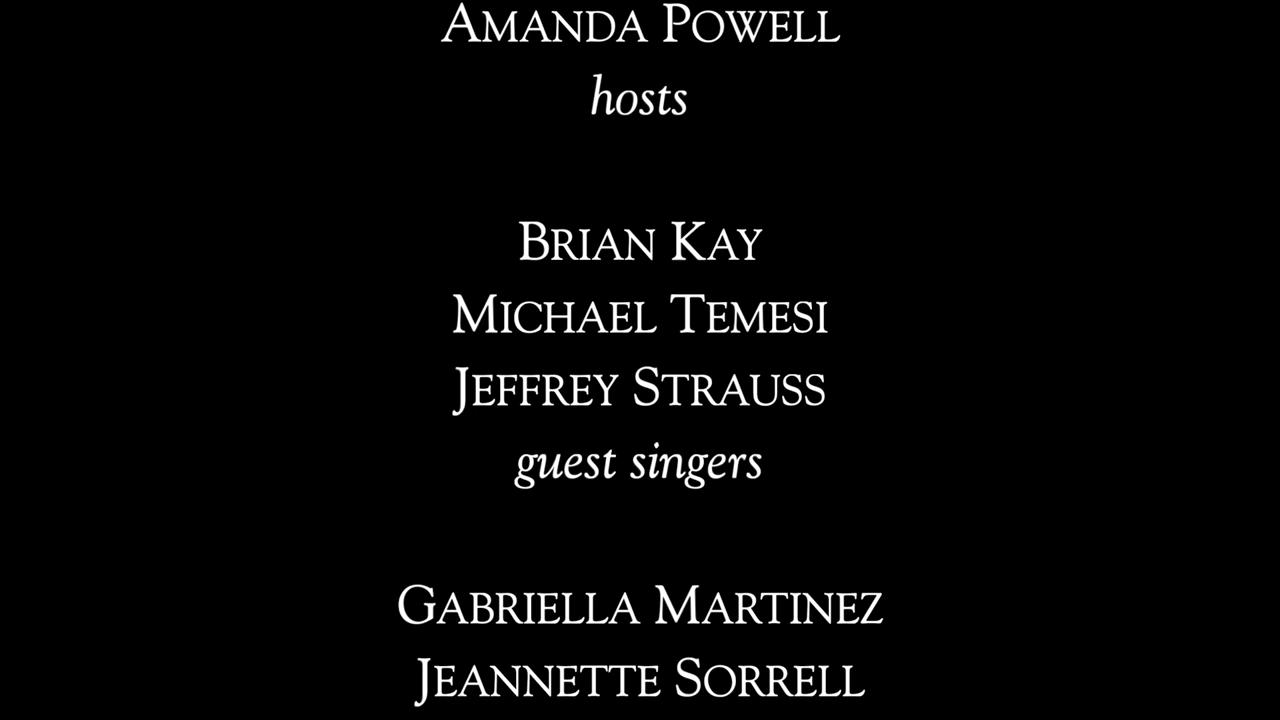 AMANDA POWELL
hosts
BRIAN KAY
MICHAEL TEMESI
JEFFREY STRAUSS
guest singers
GABRIELLA MARTINEZ
JEANNETTE SORRELL